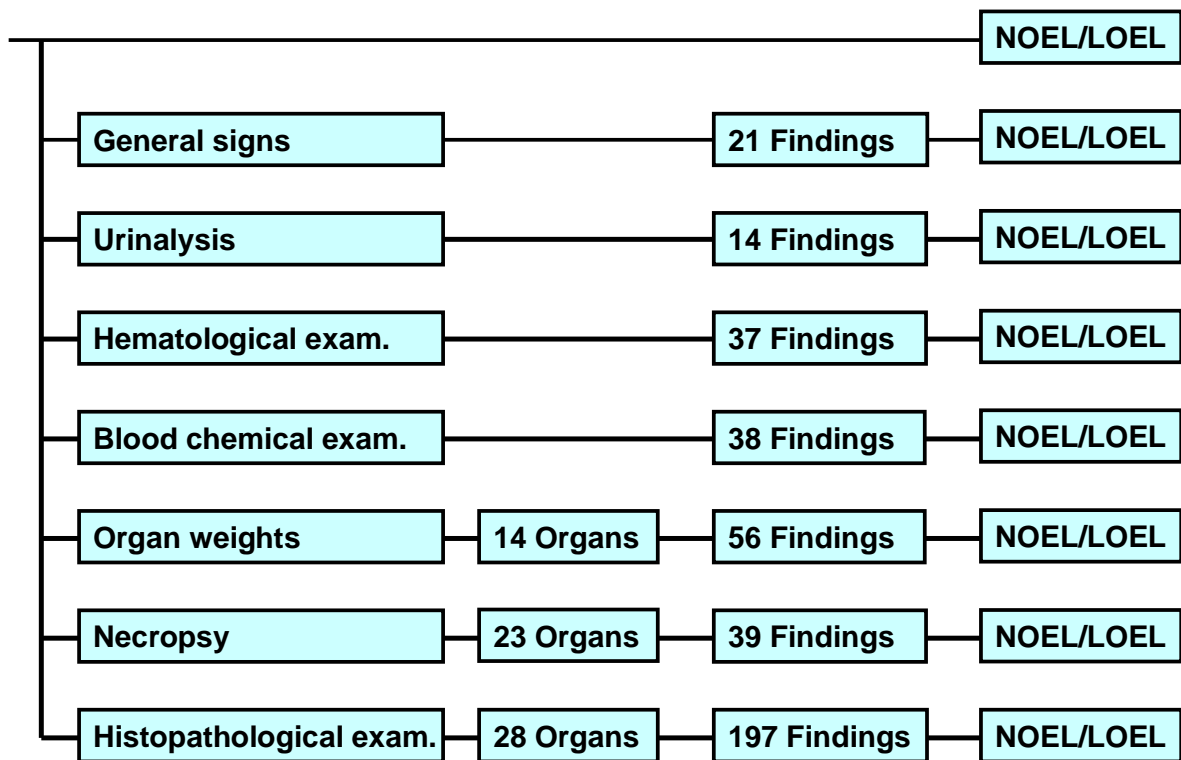 NOEL/LOEL
General signs 21 Findings NOEL/LOEL
Urinalysis 14 Findings NOEL/LOEL
Hematological exam. 37 Findings NOEL/LOEL
Blood chemical exam. 38 Findings NOEL/LOEL
Organ weights 14 Organs 56 Findings NOEL/LOEL
Necropsy 23 Organs 39 Findings NOEL/LOEL
Histopathological exam. 28 Organs 197 Findings NOEL/LOEL